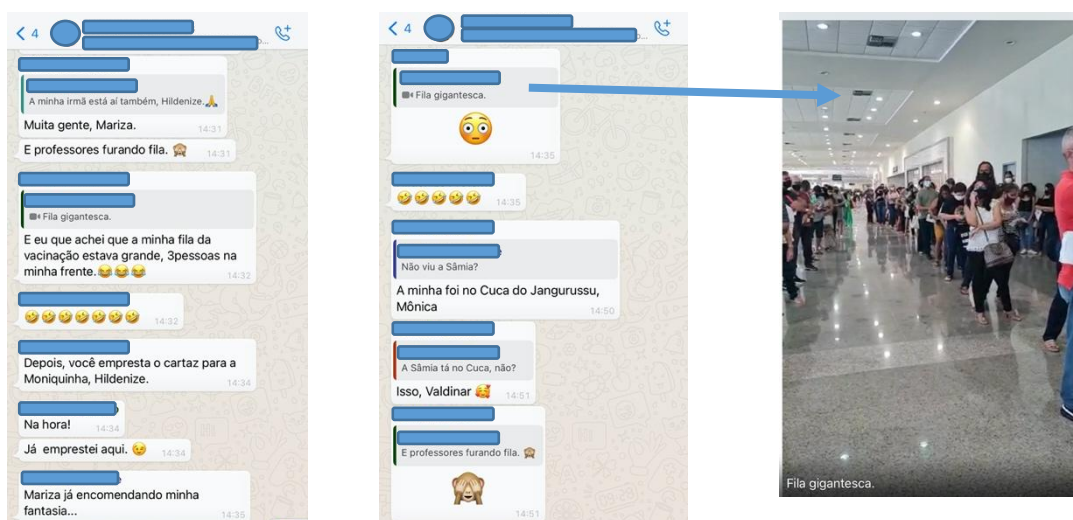 4
A minha irmã está aí também, Hildenize.🙏
Muita gente, Mariza.
14:31
E professores furando fila. 🙈
14:31
Fila gigantesca.
E eu que achei que a minha fila da
vacinação estava grande, 3pessoas na
minha frente.😂😂😂
14:32
🤣🤣🤣🤣🤣🤣🤣
14:32
Depois, você empresta o cartaz para a
Moniquinha, Hildenize.
14:34
Na hora!
14:34
Já emprestei aqui. 😉
14:34
Mariza já encomendando minha
fantasia...
14:35
4
Fila gigantesca.
😳
14:35
🤣🤣🤣🤣🤣
14:35
Não viu a Sâmia?
A minha foi no Cuca do Jangurussu,
Mônica
14:50
A Sâmia tá no Cuca, não?
Isso, Valdinar 🥰
14:51
E professores furando fila. 🙈
🙈
14:51
Fila gigantesca.